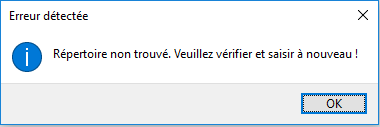 Erreur détectée
Répertoire non trouvé. Veuillez vérifier et saisir à nouveau !
OK